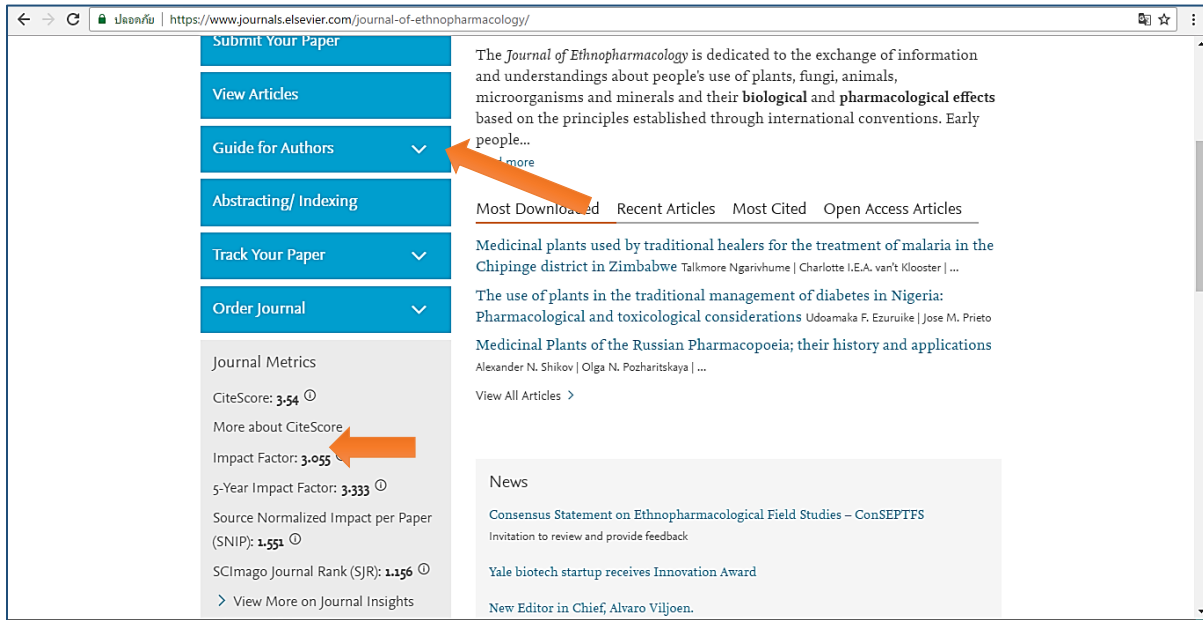 ปลอดภัย | https://www.journals.elsevier.com/journal-of-ethnopharmacology/
Submit Your Paper
View Articles
Guide for Authors
Abstracting/ Indexing
Track Your Paper
Order Journal
Journal Metrics
CiteScore: 3.54
More about CiteScore
Impact Factor: 3.055
5-Year Impact Factor: 3.333
Source Normalized Impact per Paper
(SNIP): 1.551
SCImago Journal Rank (SJR): 1.156
View More on Journal Insights
The Journal of Ethnopharmacology is dedicated to the exchange of information
and understandings about people's use of plants, fungi, animals,
microorganisms and minerals and their biological and pharmacological effects
based on the principles established through international conventions. Early
people...
more
Most Downloaded Recent Articles Most Cited Open Access Articles
Medicinal plants used by traditional healers for the treatment of malaria in the
Chipinge district in Zimbabwe Talkmore Ngarivhume | Charlotte I.E.A. van't Klooster | ...
The use of plants in the traditional management of diabetes in Nigeria:
Pharmacological and toxicological considerations Udoamaka F. Ezuruike | Jose M. Prieto
Medicinal Plants of the Russian Pharmacopoeia; their history and applications
Alexander N. Shikov | Olga N. Pozharitskaya | ...
View All Articles
News
Consensus Statement on Ethnopharmacological Field Studies – ConSEPTFS
Invitation to review and provide feedback
Yale biotech startup receives Innovation Award
New Editor in Chief, Alvaro Viljoen.